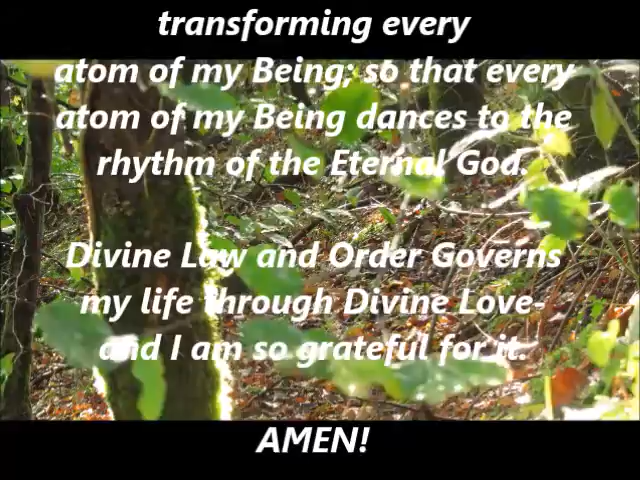 transforming every
atom of my Being; so that every
atom of my Being dances to the
rhythm of the Eternal God.
Divine Law and Order Governs
my life through Divine Love-
and I am so grateful for it.
AMEN!